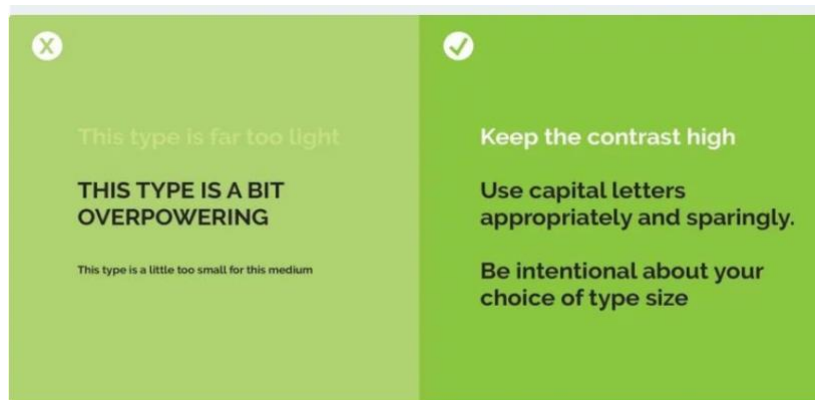 X
This type is far too light
THIS TYPE IS A BIT
OVERPOWERING
This type is a little too small for this medium
Keep the contrast high
Use capital letters
appropriately and sparingly.
Be intentional about your
choice of type size